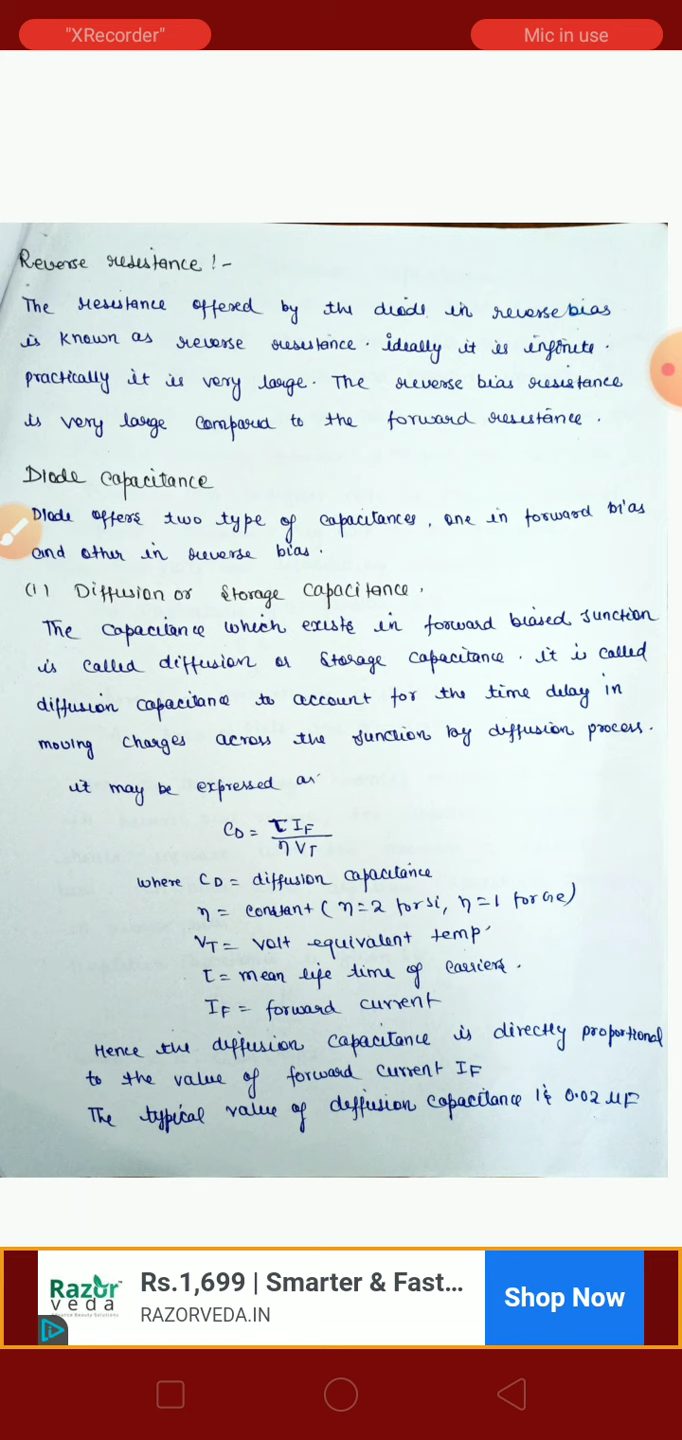 "XRecorder"
Mic in use
Reverse resistance :-
The resistance offered by the diode in reverse bias
is known as reverse resistance. ideally it is infinite.
practically it is very large. The reverse bias resistance
is very large compared to the forward resistance.
Diode capacitance
Diode offers two type of capacitances, one in forward bias
and other in reverse bias.
(1) Diffusion or Storage capacitance.
The capacitance which exists in forward biased junction
is called diffusion or storage capacitance. it is called
diffusion capacitance to account for the time delay in
moving charges across the junction by diffusion process.
it may be expressed as
CD = τ IF
η VT
where CD = diffusion capacitance
η = constant (η=2 for si, η=1 for Ge)
VT = volt equivalent temp.
τ = mean life time of carriers.
IF = forward current
Hence the diffusion capacitance is directly proportional
to the value of forward current IF
The typical value of diffusion capacitance is 0.02 μF
Razor
veda
Rs.1,699 | Smarter & Fast...
RAZORVEDA.IN
Shop Now